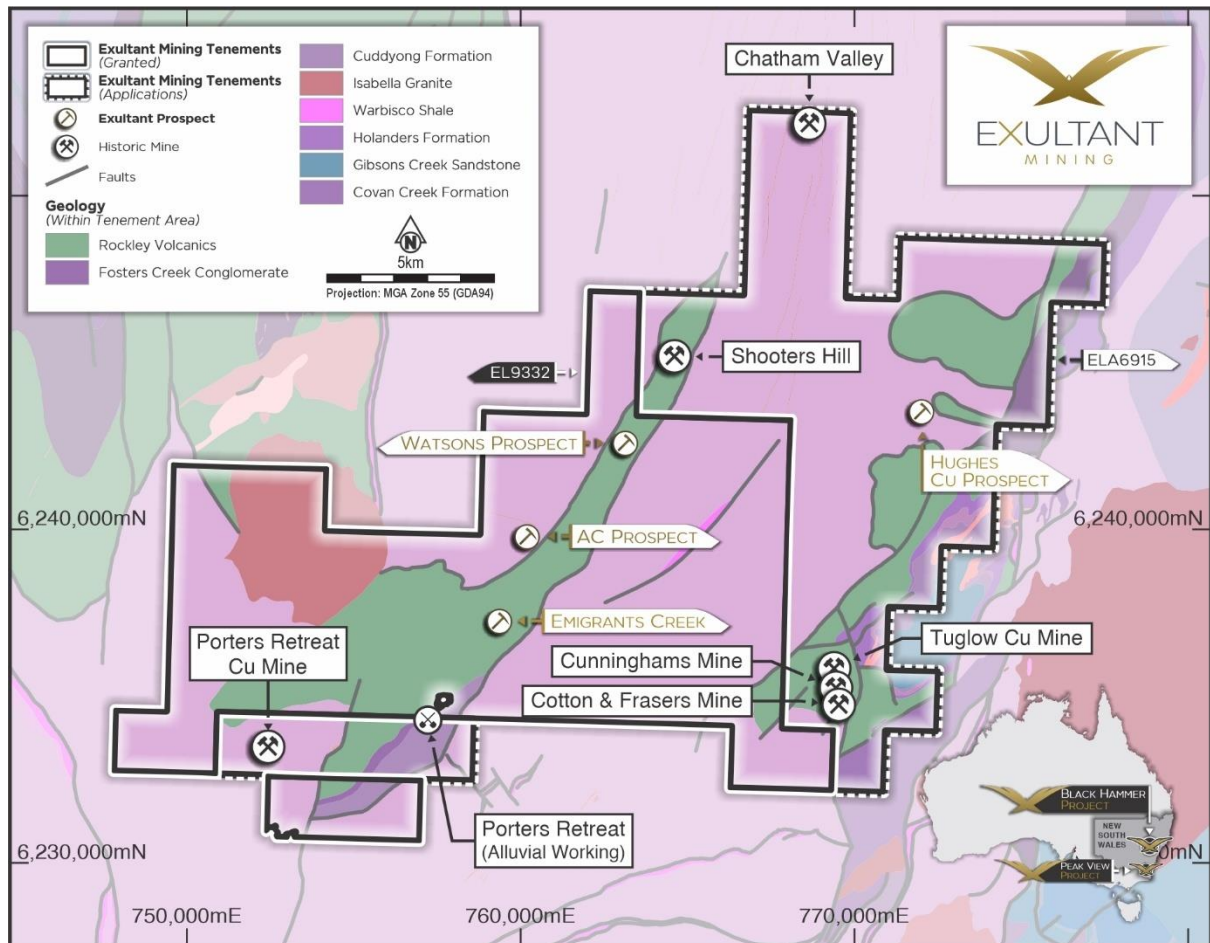 Exultant Mining Tenements
(Granted)
Exultant Mining Tenements
(Applications)
Exultant Prospect
Historic Mine
Faults
Geology
(Within Tenement Area)
Rockley Volcanics
Fosters Creek Conglomerate
Cuddyong Formation
Isabella Granite
Warbisco Shale
Holanders Formation
Gibsons Creek Sandstone
Covan Creek Formation
N
5km
Projection: MGA Zone 55 (GDA94)
Chatham Valley
EXULTANT
MINING
Shooters Hill
EL9332
ELA6915
WATSONS PROSPECT
HUGHES
CU PROSPECT
6,240,000mN
6,240,000mN
AC PROSPECT
EMIGRANTS CREEK
Porters Retreat
Cu Mine
Tuglow Cu Mine
Cunninghams Mine
Cotton & Frasers Mine
Porters Retreat
(Alluvial Working)
BLACK HAMMER
PROJECT
NEW
SOUTH
WALES
PEAK VIEW
PROJECT
6,230,000mN
0mN
750,000mE
760,000mE
770,000mE